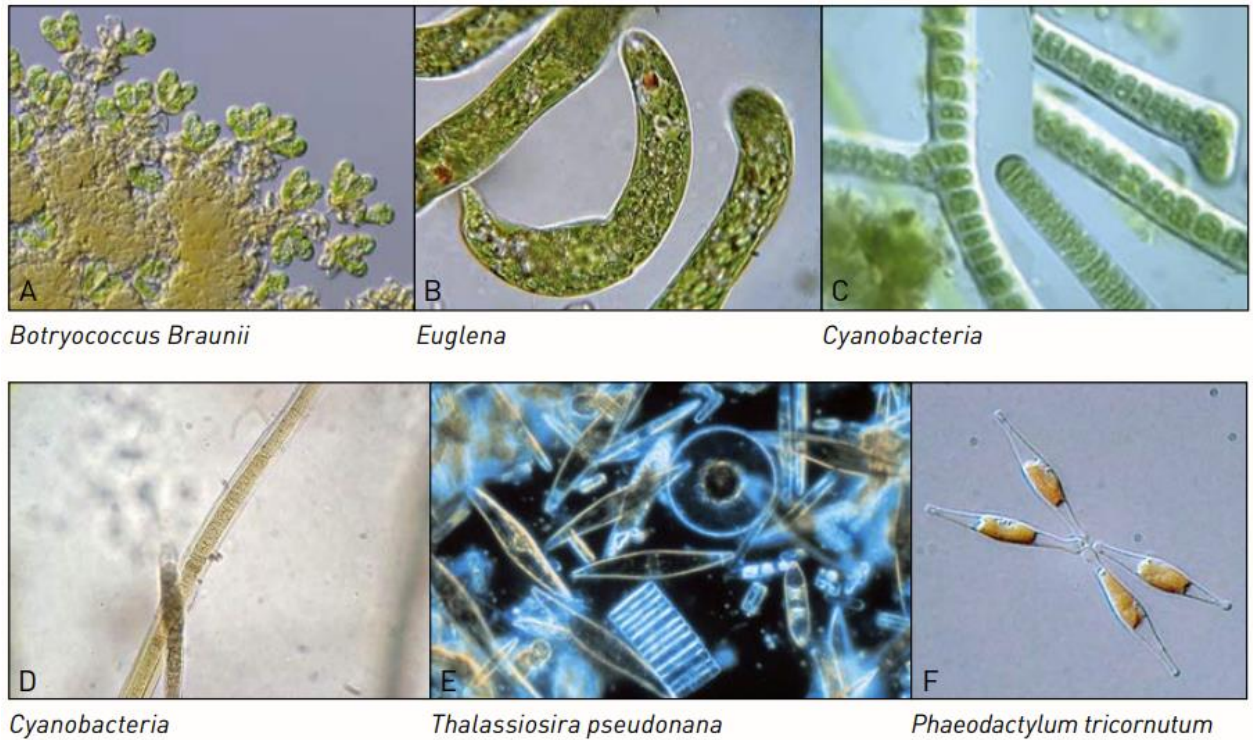 A
B
C
Botryococcus Braunii
Euglena
Cyanobacteria
D
E
F
Cyanobacteria
Thalassiosira pseudonana
Phaeodactylum tricornutum